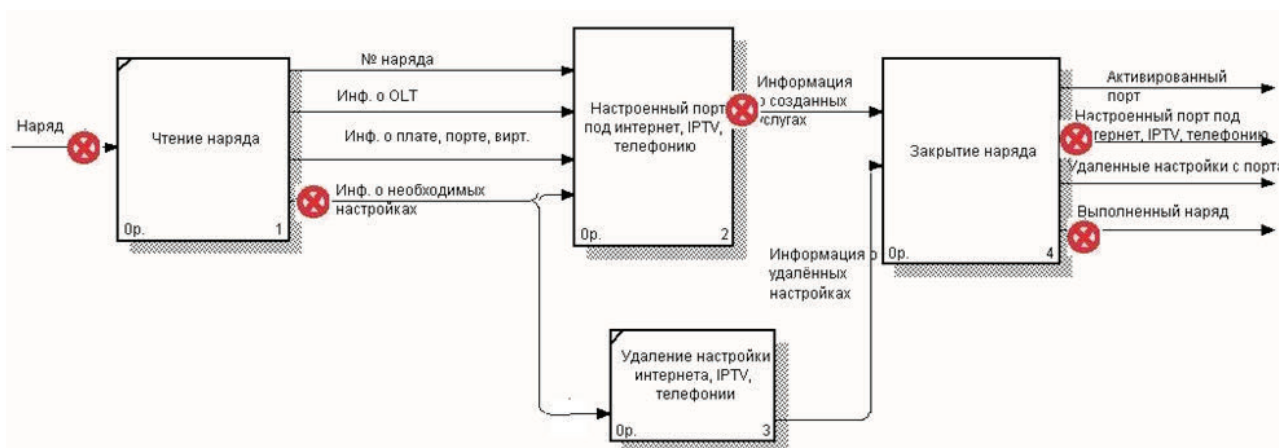 Наряд
Чтение наряда
0р.
1
№ наряда
Инф. о OLT
Инф. о плате, порте, вирт.
Инф. о необходимых
настройках
Настроенный порт
под интернет, IPTV,
телефонию
0р.
2
Информация
о созданных
услугах
Информация о
удалённых
настройках
Удаление настройки
интернета, IPTV,
телефонии
0р.
3
Закрытие наряда
0р.
4
Активированный
порт
Настроенный порт под
интернет, IPTV, телефонию
Удаленные настройки с порта
Выполненный наряд